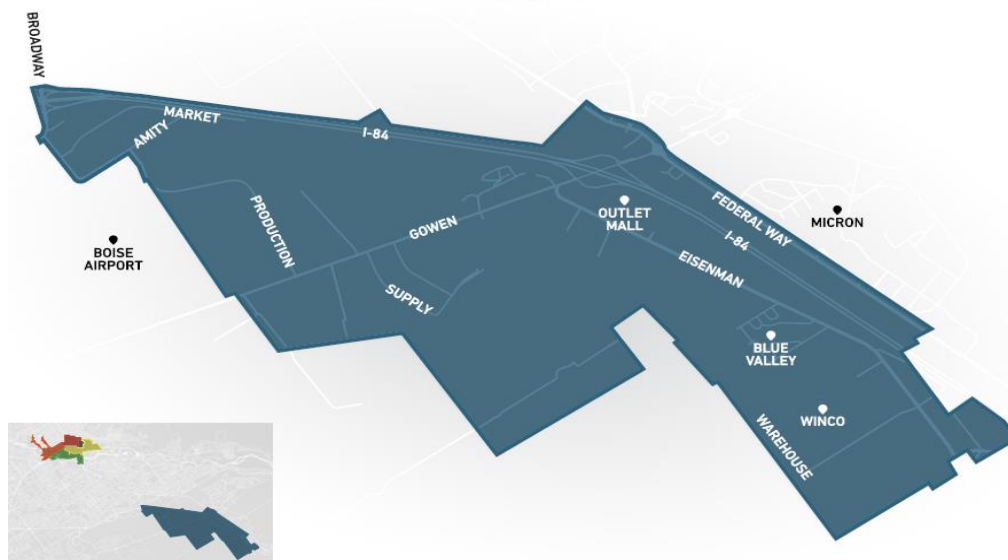 BROADWAY
MARKET
AMITY
I-84
PRODUCTION
GOWEN
BOISE
AIRPORT
SUPPLY
OUTLET
MALL
FEDERAL WAY
I-84
MICRON
EISENMAN
BLUE
VALLEY
WINCO
WAREHOUSE